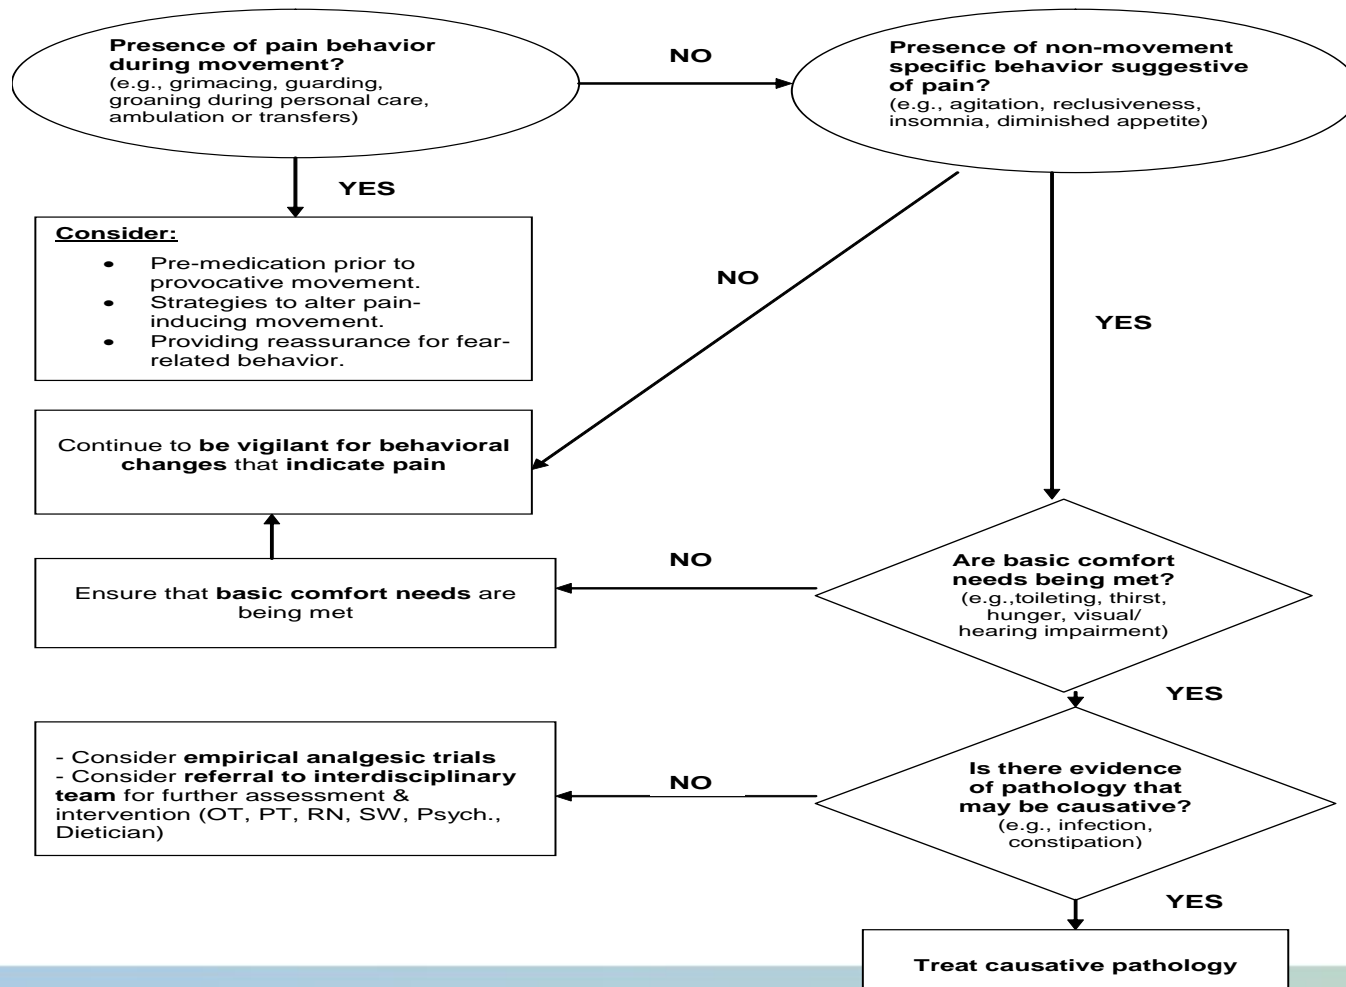 Presence of pain behavior
during movement?
(e.g., grimacing, guarding,
groaning during personal care,
ambulation or transfers)
NO
Presence of non-movement
specific behavior suggestive
of pain?
(e.g., agitation, reclusiveness,
insomnia, diminished appetite)
YES
Consider:
• Pre-medication prior to
provocative movement.
• Strategies to alter pain-
inducing movement.
• Providing reassurance for fear-
related behavior.
NO
YES
Continue to be vigilant for behavioral
changes that indicate pain
Ensure that basic comfort needs are
being met
NO
Are basic comfort
needs being met?
(e.g.,toileting, thirst,
hunger, visual/
hearing impairment)
YES
- Consider empirical analgesic trials
- Consider referral to interdisciplinary
team for further assessment &
intervention (OT, PT, RN, SW, Psych.,
Dietician)
NO
Is there evidence
of pathology that
may be causative?
(e.g., infection,
constipation)
YES
Treat causative pathology